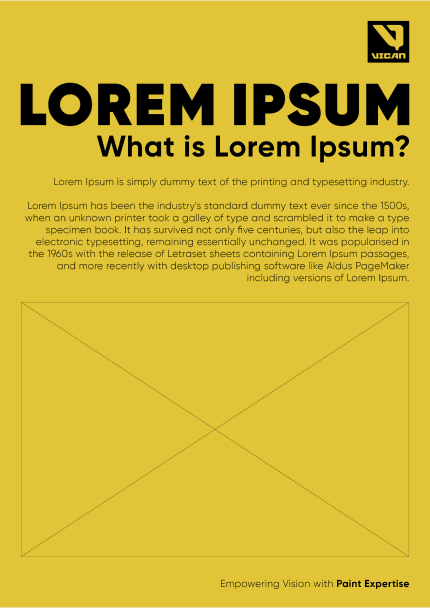 VICAN
LOREM IPSUM
What is Lorem Ipsum?
Lorem Ipsum is simply dummy text of the printing and typesetting industry.
Lorem Ipsum has been the industry's standard dummy text ever since the 1500s,
when an unknown printer took a galley of type and scrambled it to make a type
specimen book. It has survived not only five centuries, but also the leap into
electronic typesetting, remaining essentially unchanged. It was popularised in
the 1960s with the release of Letraset sheets containing Lorem Ipsum passages,
and more recently with desktop publishing software like Aldus PageMaker
including versions of Lorem Ipsum.
Empowering Vision with Paint Expertise